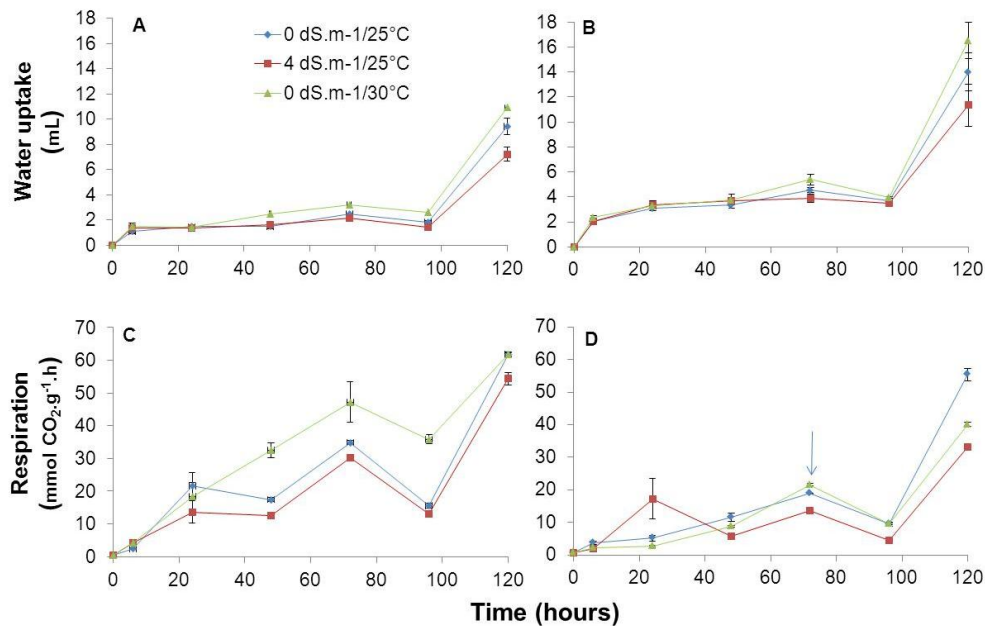 A
0 dS.m-1/25°C
4 dS.m-1/25°C
0 dS.m-1/30°C
Water uptake
(mL)
18
16
14
12
10
8
6
4
2
0
0 20 40 60 80 100 120
B
18
16
14
12
10
8
6
4
2
0
0 20 40 60 80 100 120
C
Respiration
(mmol CO₂.g⁻¹.h)
70
60
50
40
30
20
10
0
0 20 40 60 80 100 120
D
70
60
50
40
30
20
10
0
0 20 40 60 80 100 120
Time (hours)